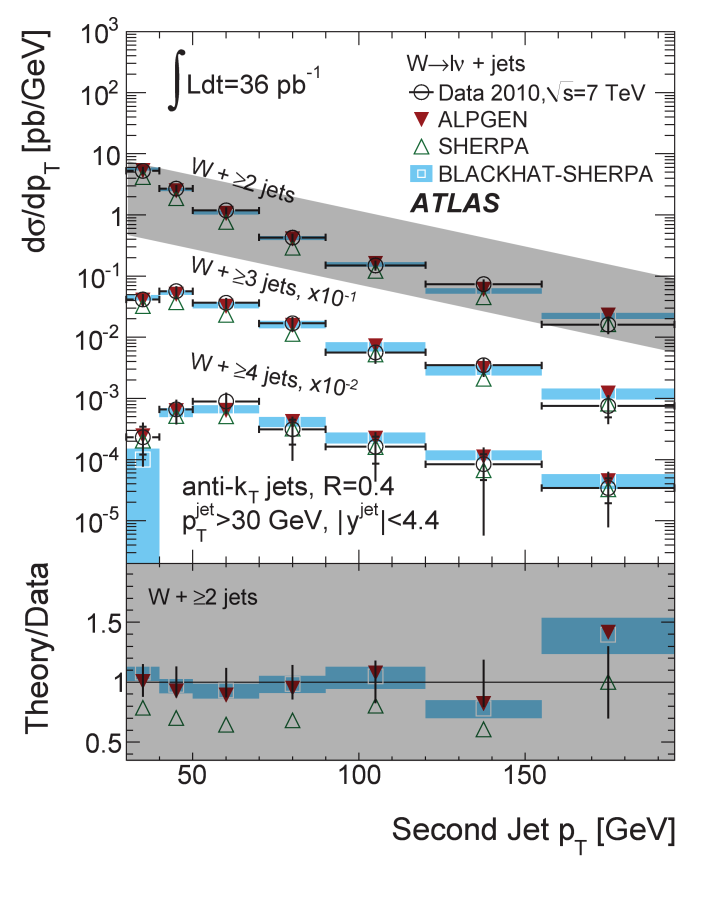 10³
10²
10
1
10⁻¹
10⁻²
10⁻³
10⁻⁴
10⁻⁵
dσ/dp_T [pb/GeV]
∫Ldt=36 pb⁻¹
W→lν + jets
Data 2010,√s=7 TeV
ALPGEN
SHERPA
BLACKHAT-SHERPA
ATLAS
W + ≥2 jets
W + ≥3 jets, x10⁻¹
W + ≥4 jets, x10⁻²
anti-k_T jets, R=0.4
p_T^jet>30 GeV, |y^jet|<4.4
Theory/Data
W + ≥2 jets
1.5
1
0.5
50 100 150
Second Jet p_T [GeV]